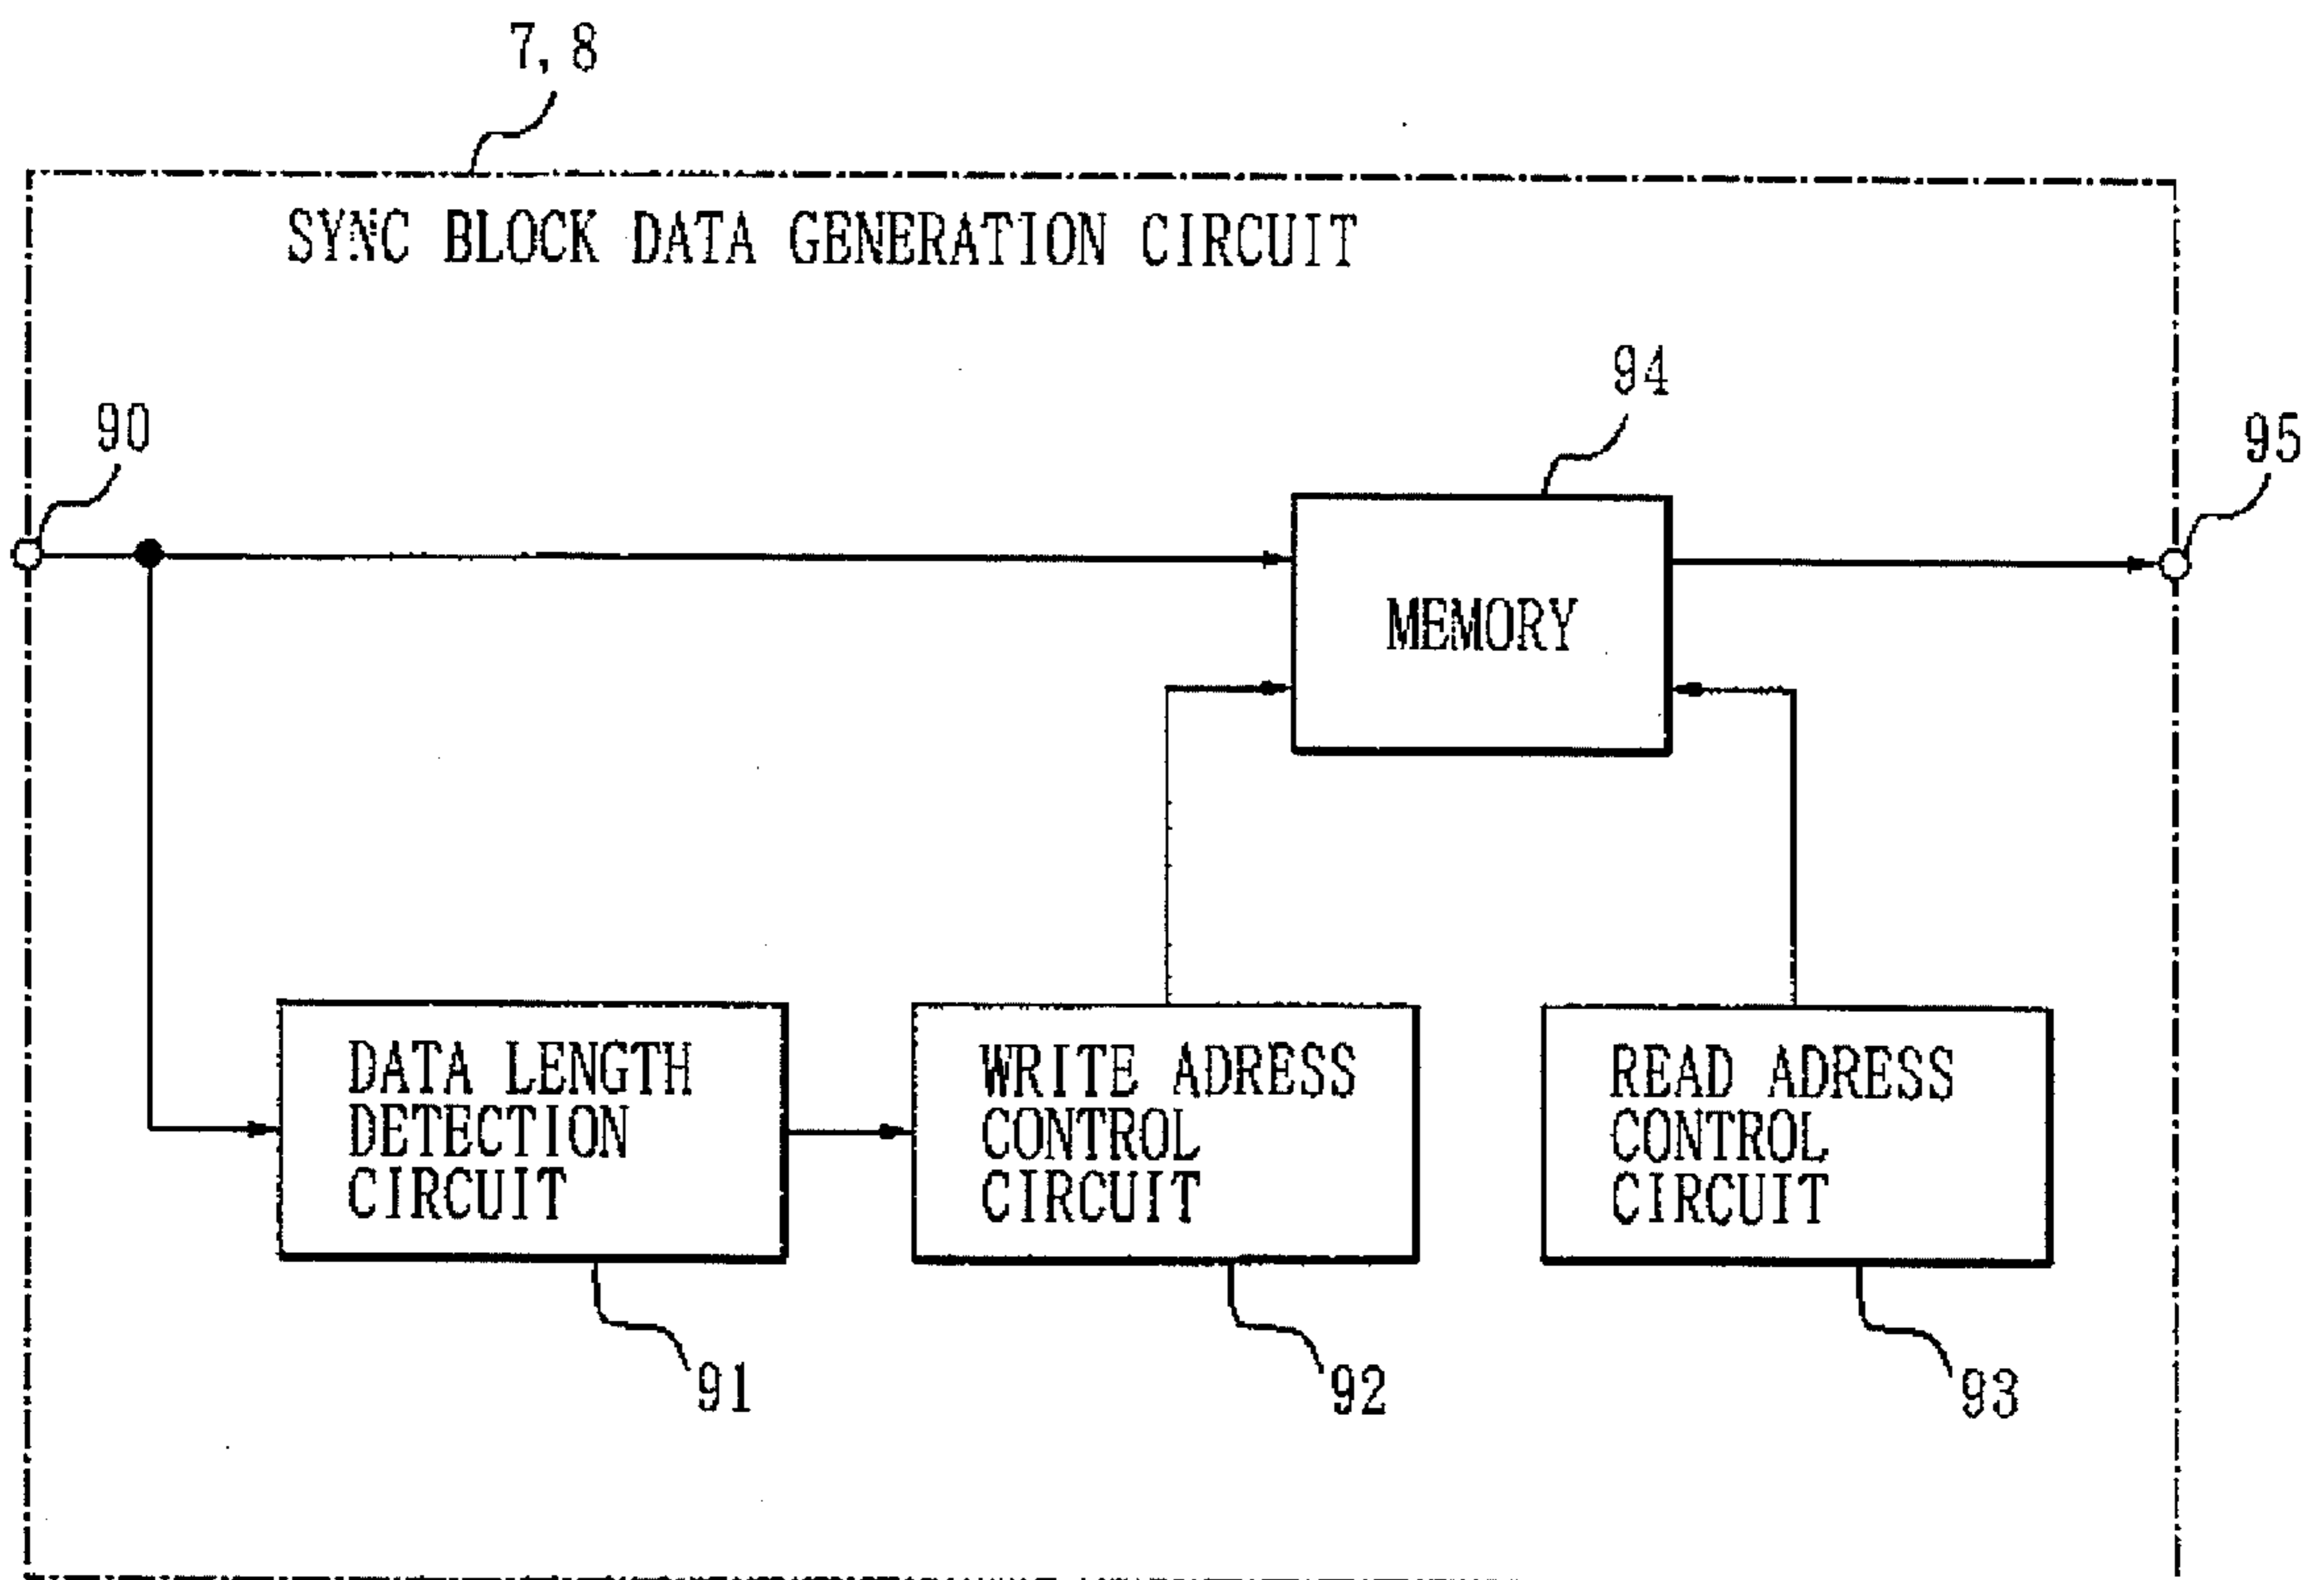 7, 8
SYNC BLOCK DATA GENERATION CIRCUIT
94
90
95
MEMORY
DATA LENGTH
DETECTION
CIRCUIT
WRITE ADRESS
CONTROL
CIRCUIT
READ ADRESS
CONTROL
CIRCUIT
91
92
93